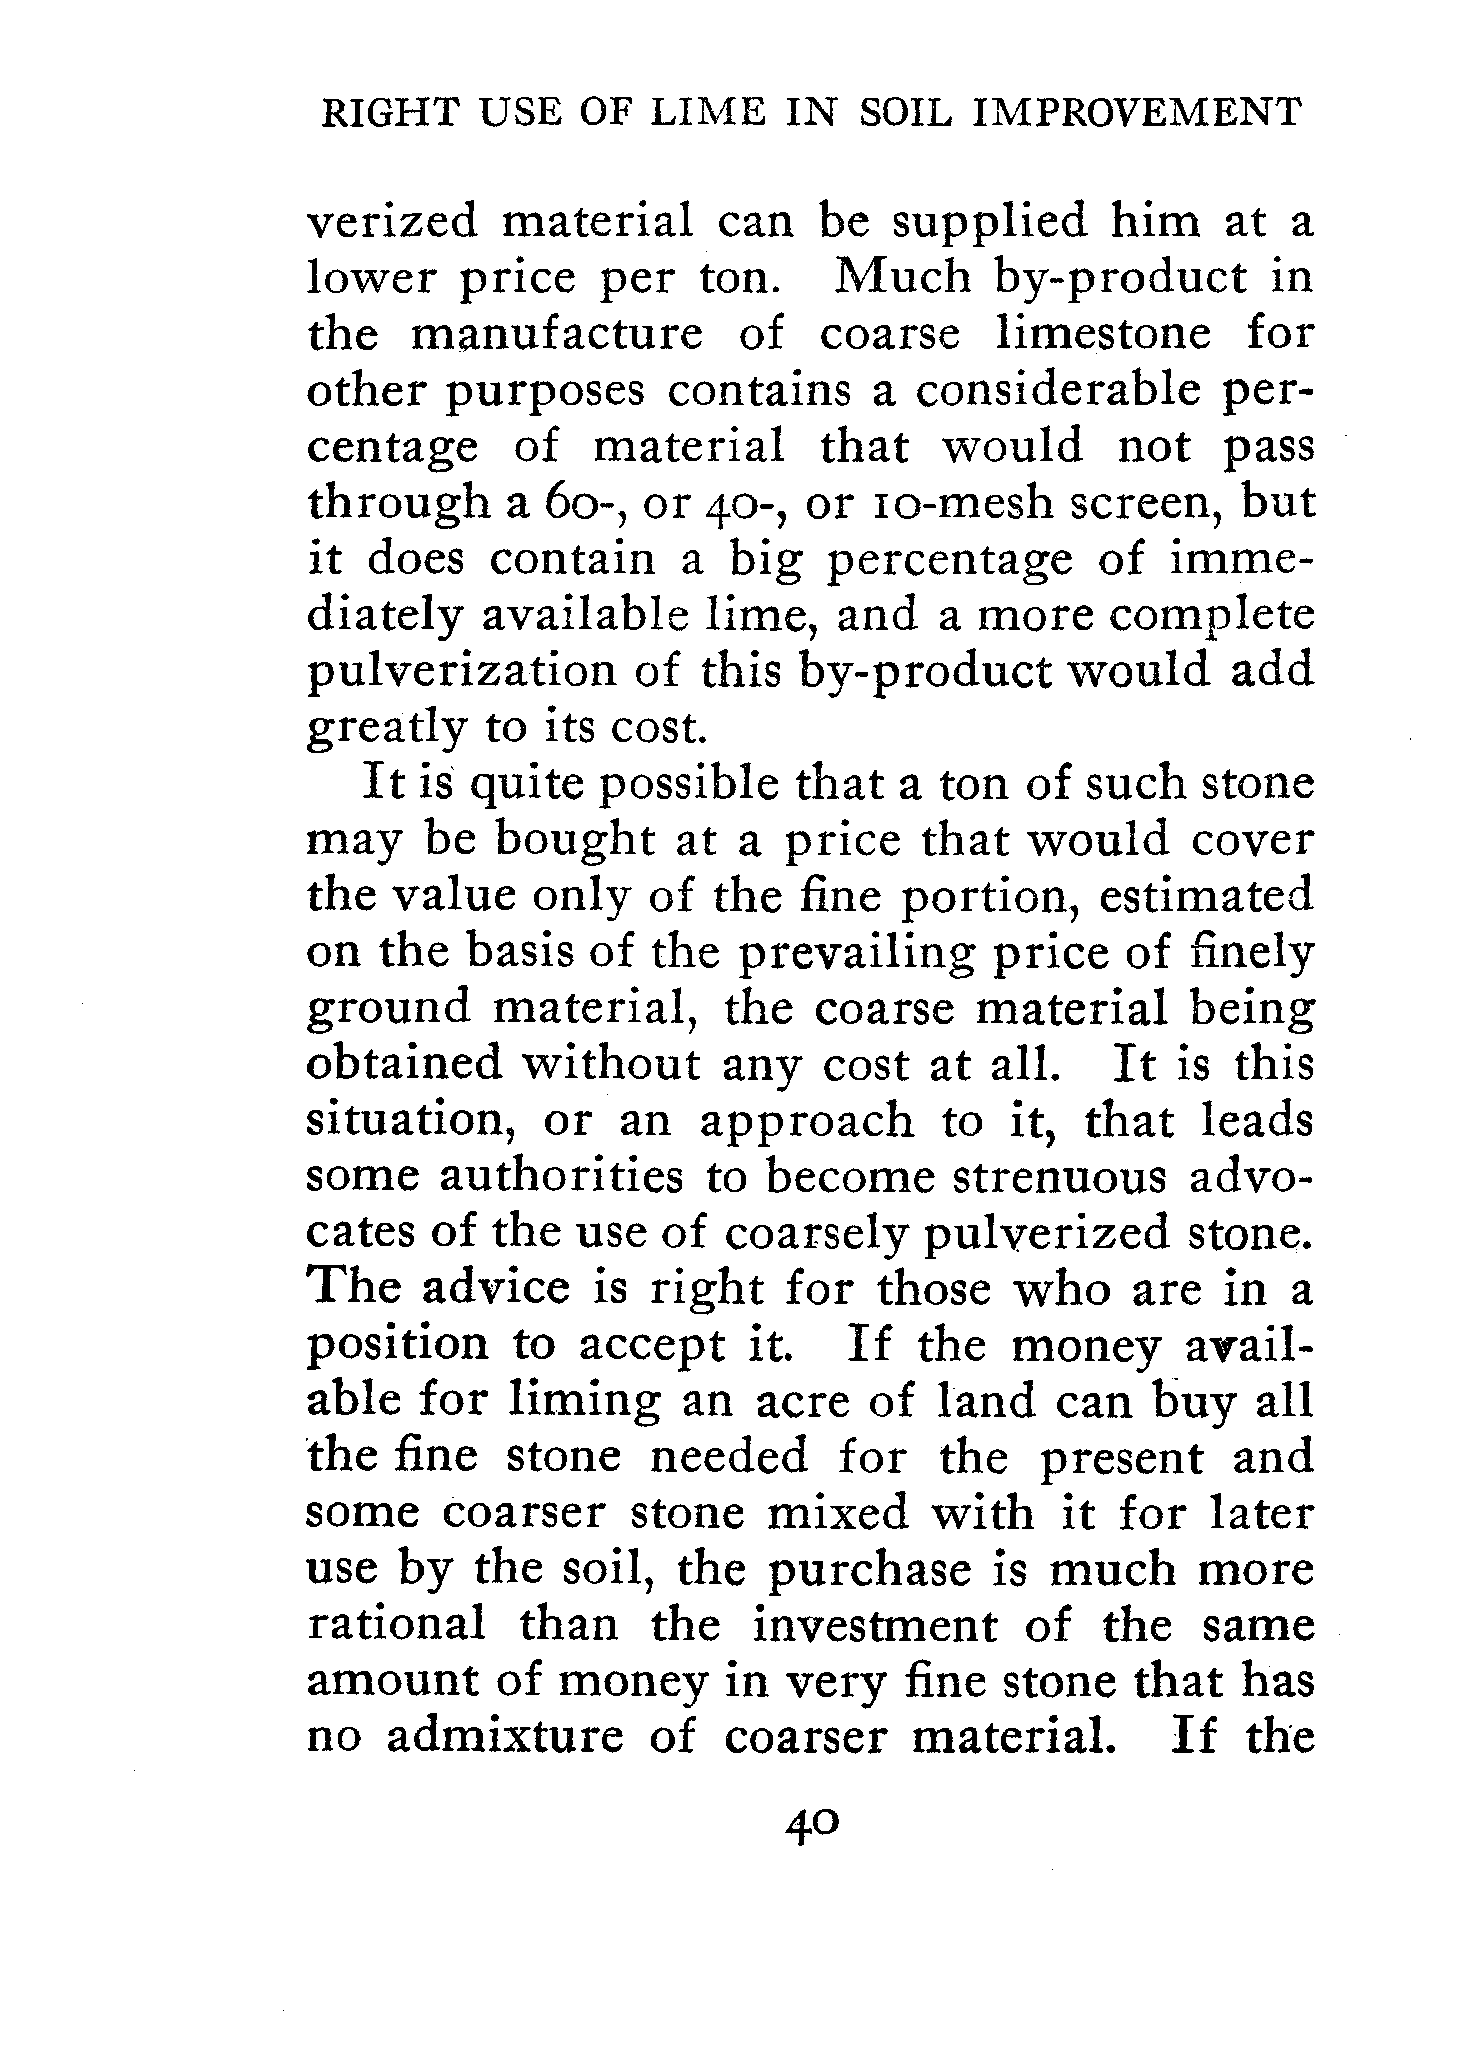 RIGHT USE OF LIME IN SOIL IMPROVEMENT
verized material can be supplied him at a
lower price per ton. Much by-product in
the manufacture of coarse limestone for
other purposes contains a considerable per-
centage of material that would not pass
through a 60-, or 40-, or 10-mesh screen, but
it does contain a big percentage of imme-
diately available lime, and a more complete
pulverization of this by-product would add
greatly to its cost.
It is quite possible that a ton of such stone
may be bought at a price that would cover
the value only of the fine portion, estimated
on the basis of the prevailing price of finely
ground material, the coarse material being
obtained without any cost at all. It is this
situation, or an approach to it, that leads
some authorities to become strenuous advo-
cates of the use of coarsely pulverized stone.
The advice is right for those who are in a
position to accept it. If the money avail-
able for liming an acre of land can buy all
the fine stone needed for the present and
some coarser stone mixed with it for later
use by the soil, the purchase is much more
rational than the investment of the same
amount of money in very fine stone that has
no admixture of coarser material. If the
40